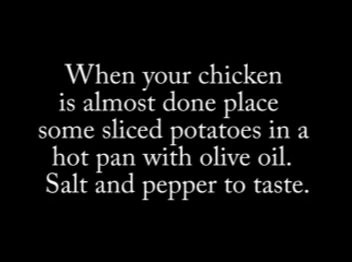 When your chicken
is almost done place
some sliced potatoes in a
hot pan with olive oil.
Salt and pepper to taste.